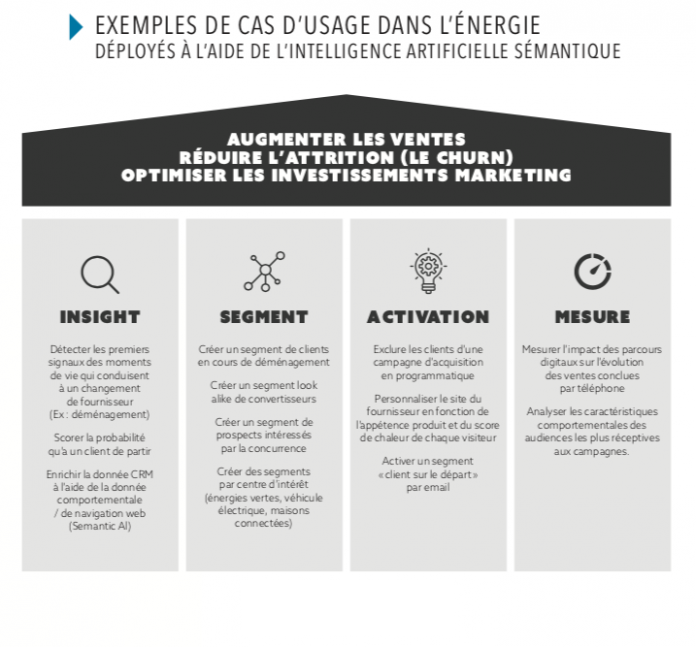 EXEMPLES DE CAS D'USAGE DANS L'ÉNERGIE
DÉPLOYÉS À L'AIDE DE L'INTELLIGENCE ARTIFICIELLE SÉMANTIQUE
AUGMENTER LES VENTES
RÉDUIRE L'ATTRITION (LE CHURN)
OPTIMISER LES INVESTISSEMENTS MARKETING
INSIGHT
Détecter les premiers
signaux des moments
de vie qui conduisent
à un changement
de fournisseur
(Ex : déménagement)
Scorer la probabilité
qu'a un client de partir
Enrichir la donnée CRM
à l'aide de la donnée
comportementale
/ de navigation web
(Semantic AI)
SEGMENT
Créer un segment de clients
en cours de déménagement
Créer un segment look
alike de convertisseurs
Créer un segment de
prospects intéressés
par la concurrence
Créer des segments
par centre d'intérêt
(énergies vertes, véhicule
électrique, maisons
connectées)
ACTIVATION
Exclure les clients d'une
campagne d'acquisition
en programmatique
Personnaliser le site du
fournisseur en fonction de
l'appétence produit et du score
de chaleur de chaque visiteur
Activer un segment
« client sur le départ »
par email
MESURE
Mesurer l'impact des parcours
digitaux sur l'évolution
des ventes conclues
par téléphone
Analyser les caractéristiques
comportementales des
audiences les plus réceptives
aux campagnes.